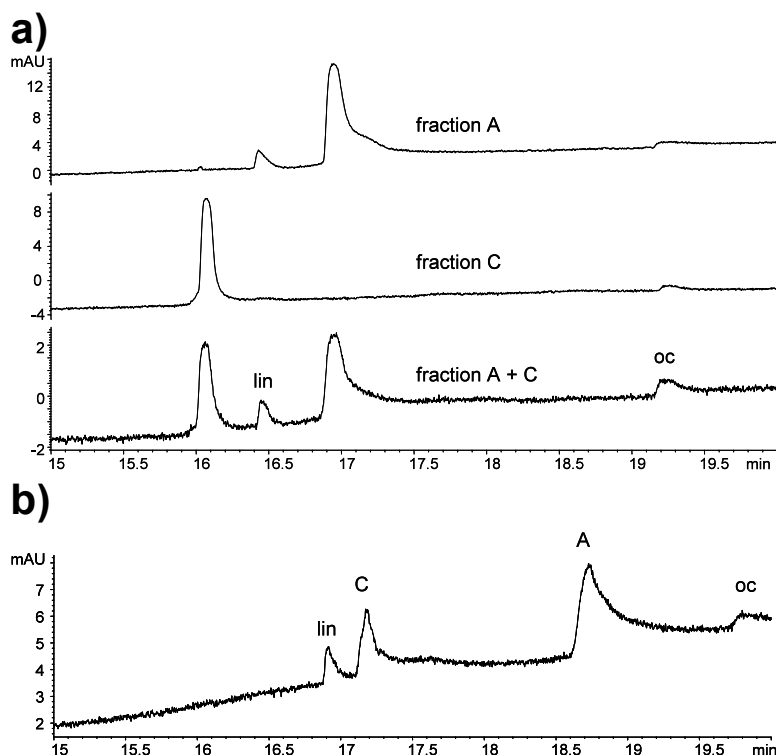 a)
mAU
12
8
4
0
fraction A
8
4
0
-4
fraction C
2
0
-2
lin
fraction A + C
oc
15 15.5 16 16.5 17 17.5 18 18.5 19 19.5 min
b)
mAU
7
6
5
4
3
2
lin
C
A
oc
15 15.5 16 16.5 17 17.5 18 18.5 19 19.5 min